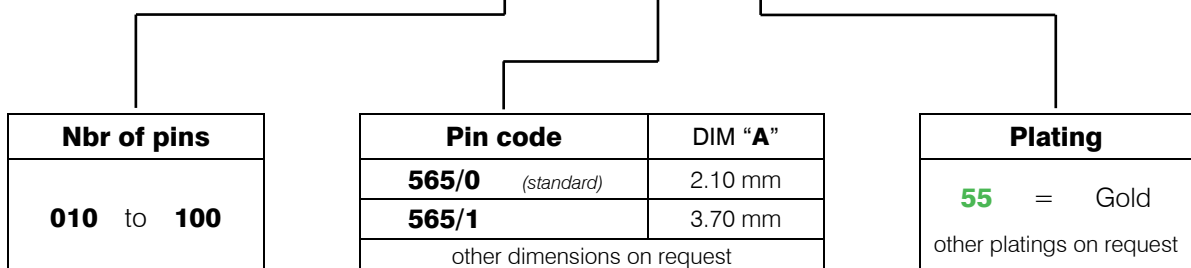 Nbr of pins
010 to 100
Pin code DIM “A”
565/0 (standard) 2.10 mm
565/1 3.70 mm
other dimensions on request
Plating
55 = Gold
other platings on request